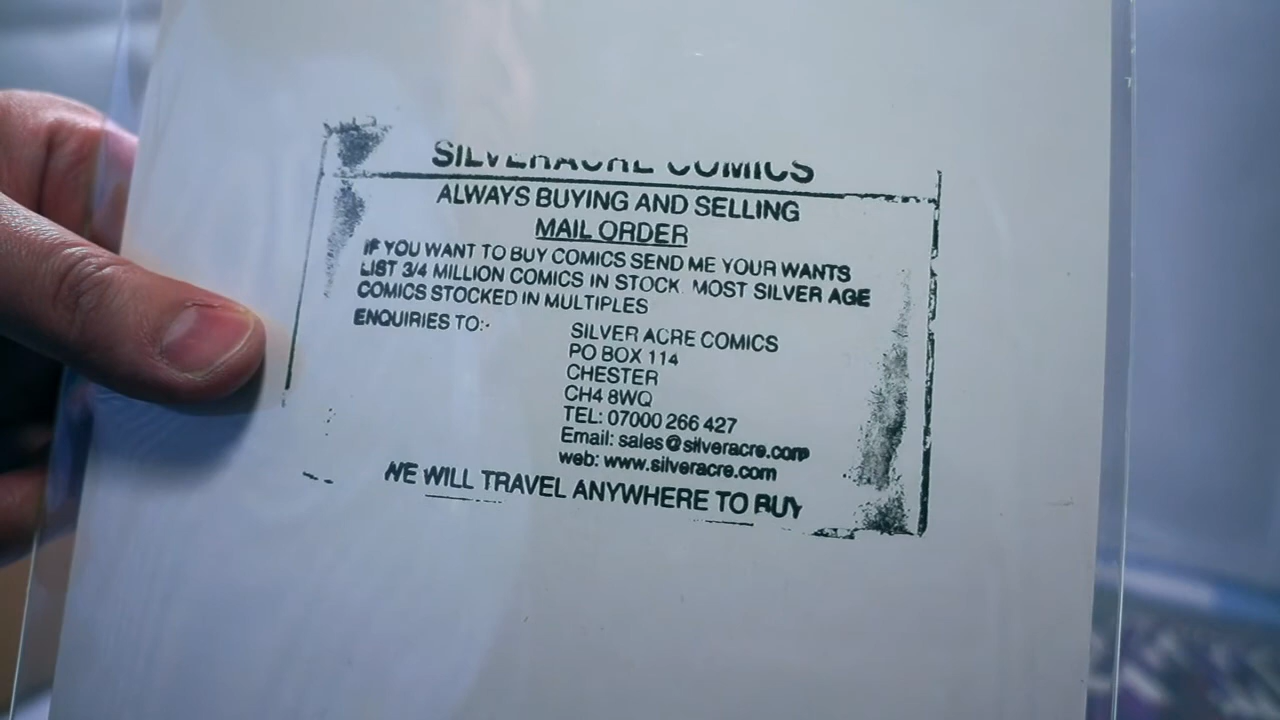 SILVERACRE COMICS
ALWAYS BUYING AND SELLING
MAIL ORDER
IF YOU WANT TO BUY COMICS SEND ME YOUR WANTS
LIST 3/4 MILLION COMICS IN STOCK. MOST SILVER AGE
COMICS STOCKED IN MULTIPLES
ENQUIRIES TO:-
SILVER ACRE COMICS
PO BOX 114
CHESTER
CH4 8WQ
TEL: 07000 266 427
Email: sales@silveracre.com
web: www.silveracre.com
WE WILL TRAVEL ANYWHERE TO BUY